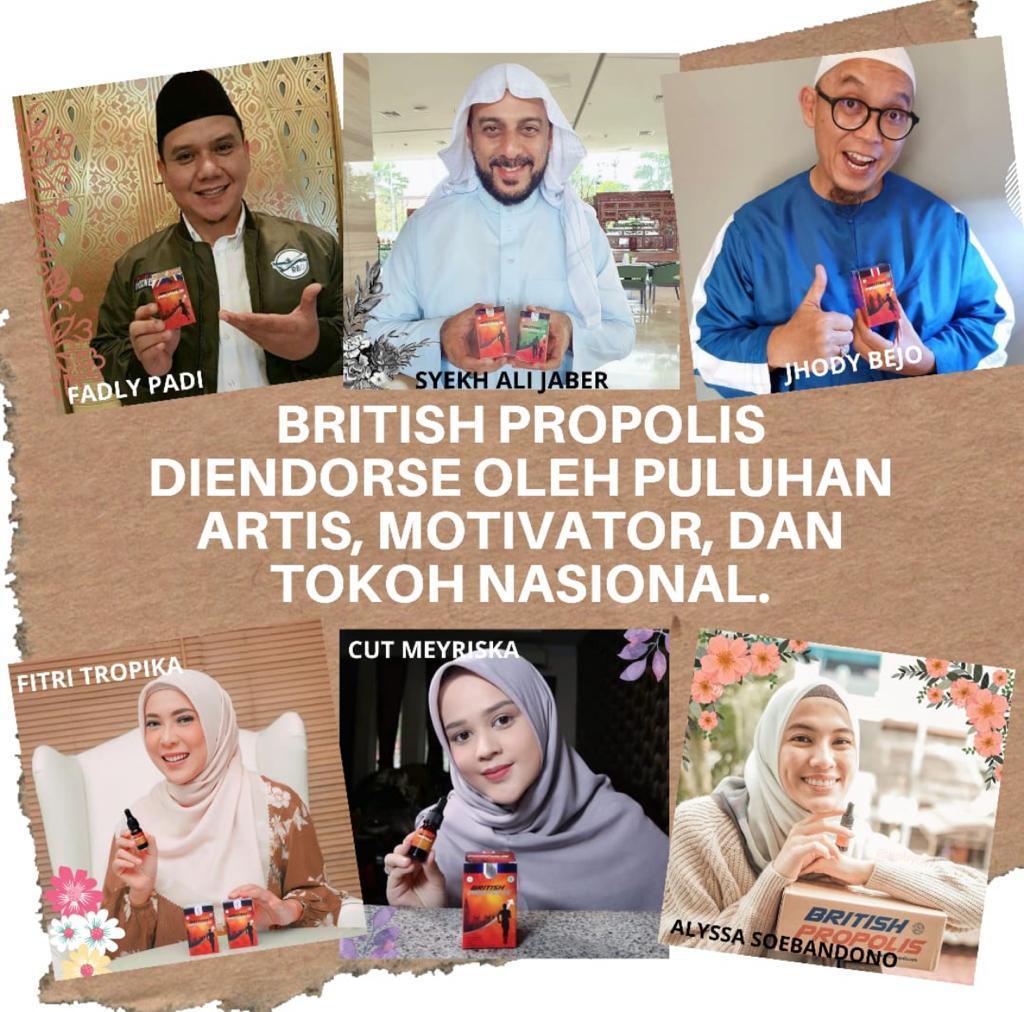 FADLY PADI
SYEKH ALI JABER
JHODY BEJO
BRITISH PROPOLIS
DIENDORSE OLEH PULUHAN
ARTIS, MOTIVATOR, DAN
TOKOH NASIONAL.
FITRI TROPIKA
CUT MEYRISKA
BRITISH
ALYSSA SOEBANDONO
BRITISH
PROPOLIS